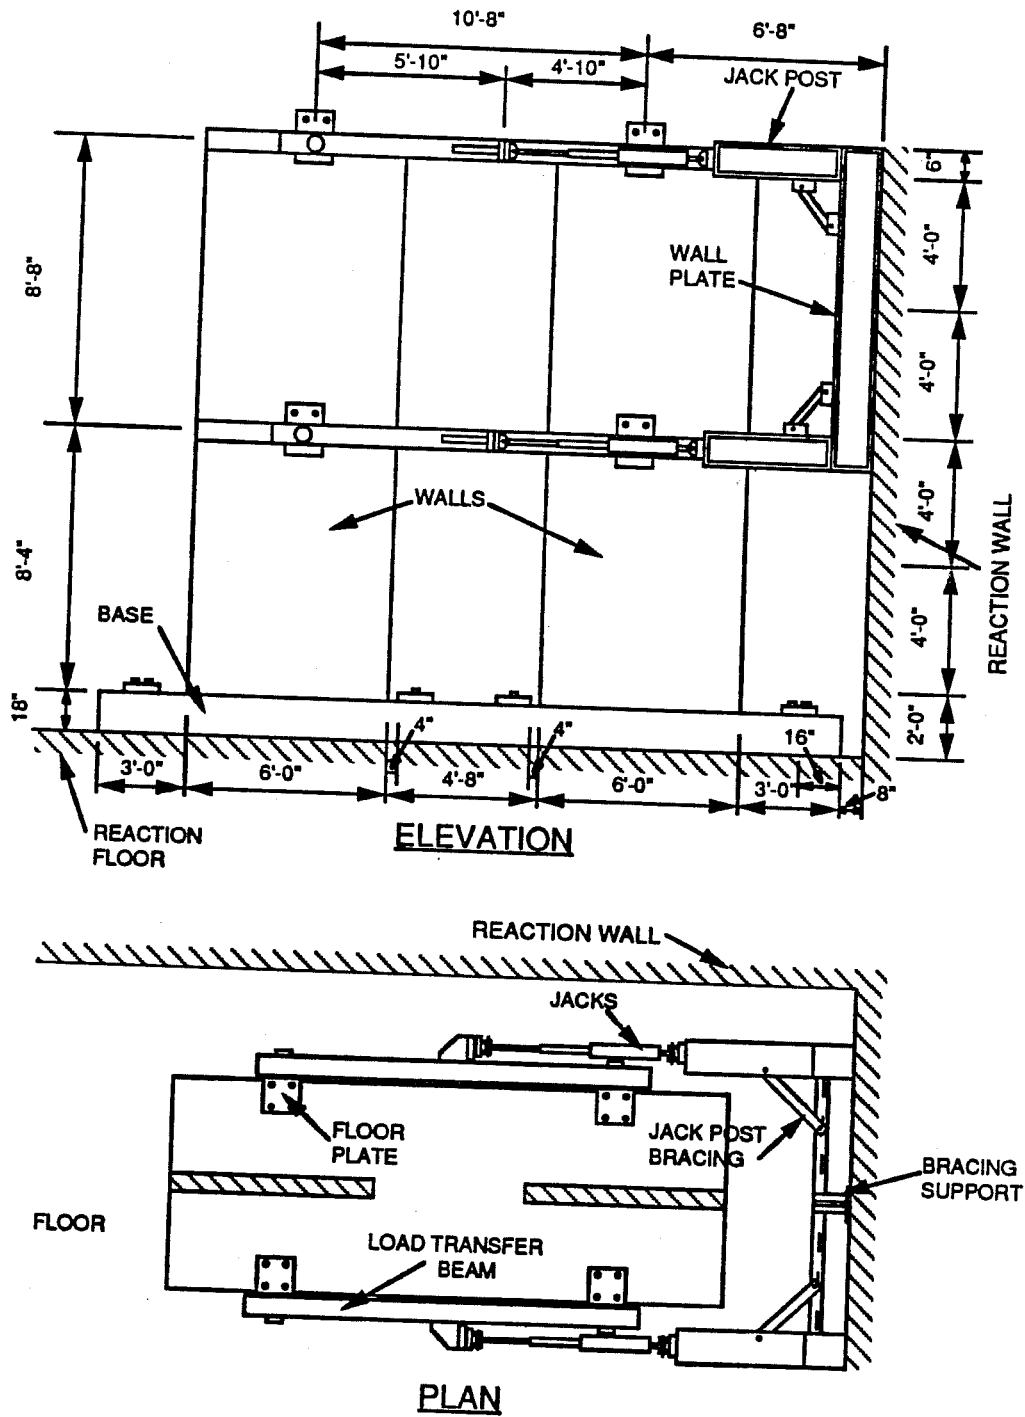 10'-8"
6'-8"
5'-10"
4'-10"
JACK POST
6"
8'-8"
4'-0"
WALL
PLATE
4'-0"
WALLS
4'-0"
REACTION WALL
8'-4"
BASE
4'-0"
18"
4"
4"
16"
2'-0"
3'-0"
6'-0"
4'-8"
6'-0"
3'-0"
8"
REACTION
FLOOR
ELEVATION
REACTION WALL
JACKS
FLOOR
PLATE
JACK POST
BRACING
BRACING
SUPPORT
FLOOR
LOAD TRANSFER
BEAM
PLAN